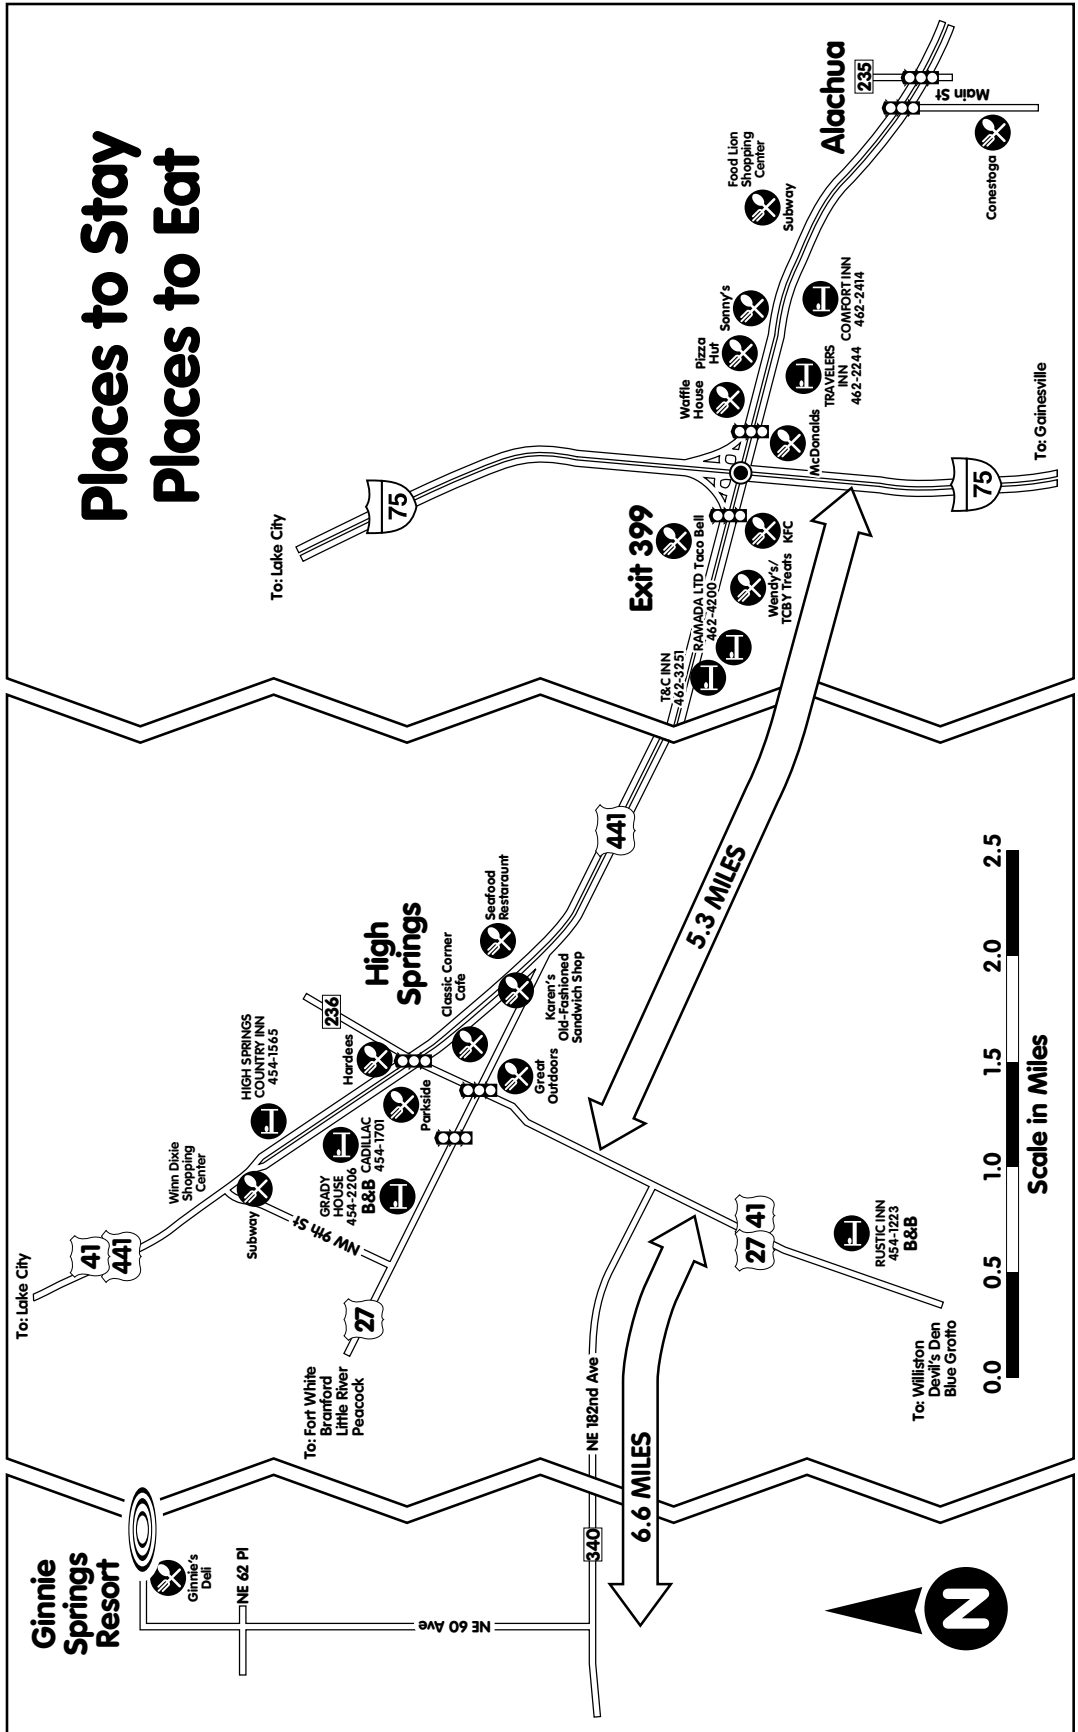 Places to Stay
Places to Eat
Ginnie
Springs
Resort
Ginnie's
Deli
NE 62 Pl
NE 60 Ave
340
N
6.6 MILES
NE 182nd Ave
To: Lake City
41
441
Winn Dixie
Shopping
Center
Subway
NW 9th St
27
To: Fort White
Branford
Little River
Peacock
HIGH SPRINGS
COUNTRY INN
454-1565
GRADY
HOUSE
454-2206
B&B
CADILLAC
454-1701
Hardees
Parkside
236
High
Springs
Classic Corner
Cafe
Seafood
Restaraunt
Karen's
Old-Fashioned
Sandwich Shop
Great
Outdoors
441
27
41
RUSTIC INN
454-1223
B&B
To: Williston
Devil's Den
Blue Grotto
5.3 MILES
0.0
0.5
1.0
1.5
2.0
2.5
Scale in Miles
To: Lake City
75
Exit 399
T&C INN
462-3251
RAMADA LTD
462-4200
Taco Bell
Wendy's/
TCBY Treats
KFC
McDonalds
Waffle
House
Pizza
Hut
Sonny's
TRAVELERS
INN
462-2244
COMFORT INN
462-2414
75
To: Gainesville
Food Lion
Shopping
Center
Subway
Alachua
235
Main St
Conestoga